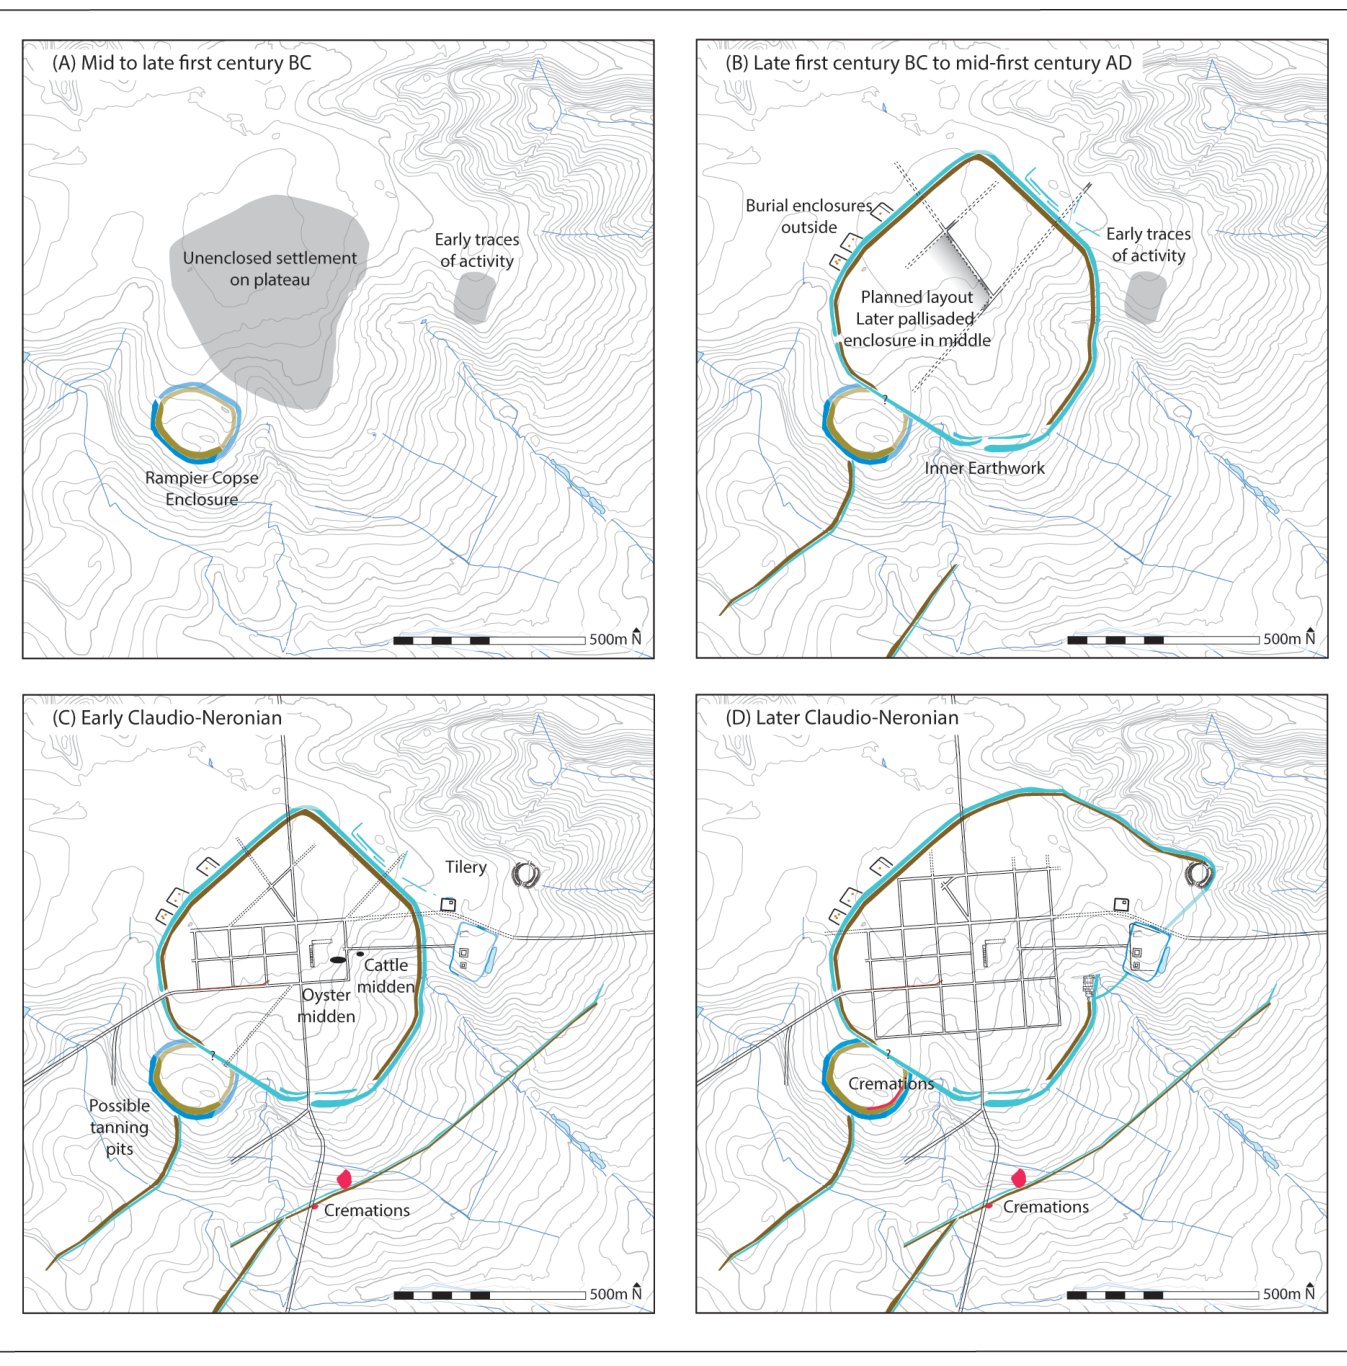 (A) Mid to late first century BC
Unenclosed settlement
on plateau
Early traces
of activity
Rampier Copse
Enclosure
500m N
(B) Late first century BC to mid-first century AD
Burial enclosures
outside
Early traces
of activity
Planned layout
Later pallisaded
enclosure in middle
?
Inner Earthwork
500m N
(C) Early Claudio-Neronian
Tilery
Cattle
midden
Oyster
midden
?
Possible
tanning
pits
Cremations
500m N
(D) Later Claudio-Neronian
?
Cremations
Cremations
500m N